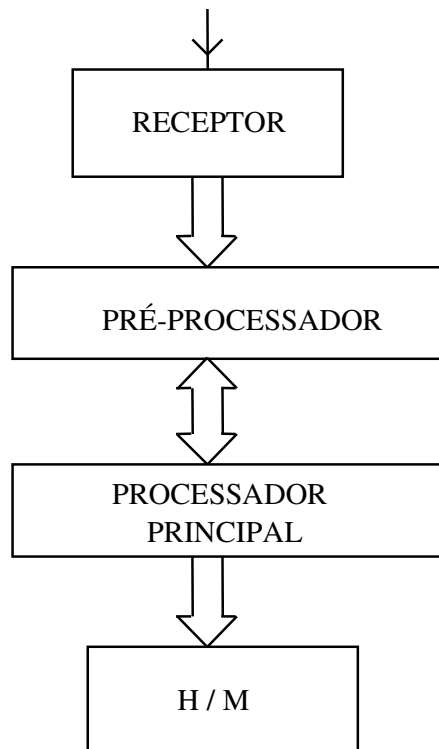 RECEPTOR
PRÉ-PROCESSADOR
PROCESSADOR
PRINCIPAL
H / M